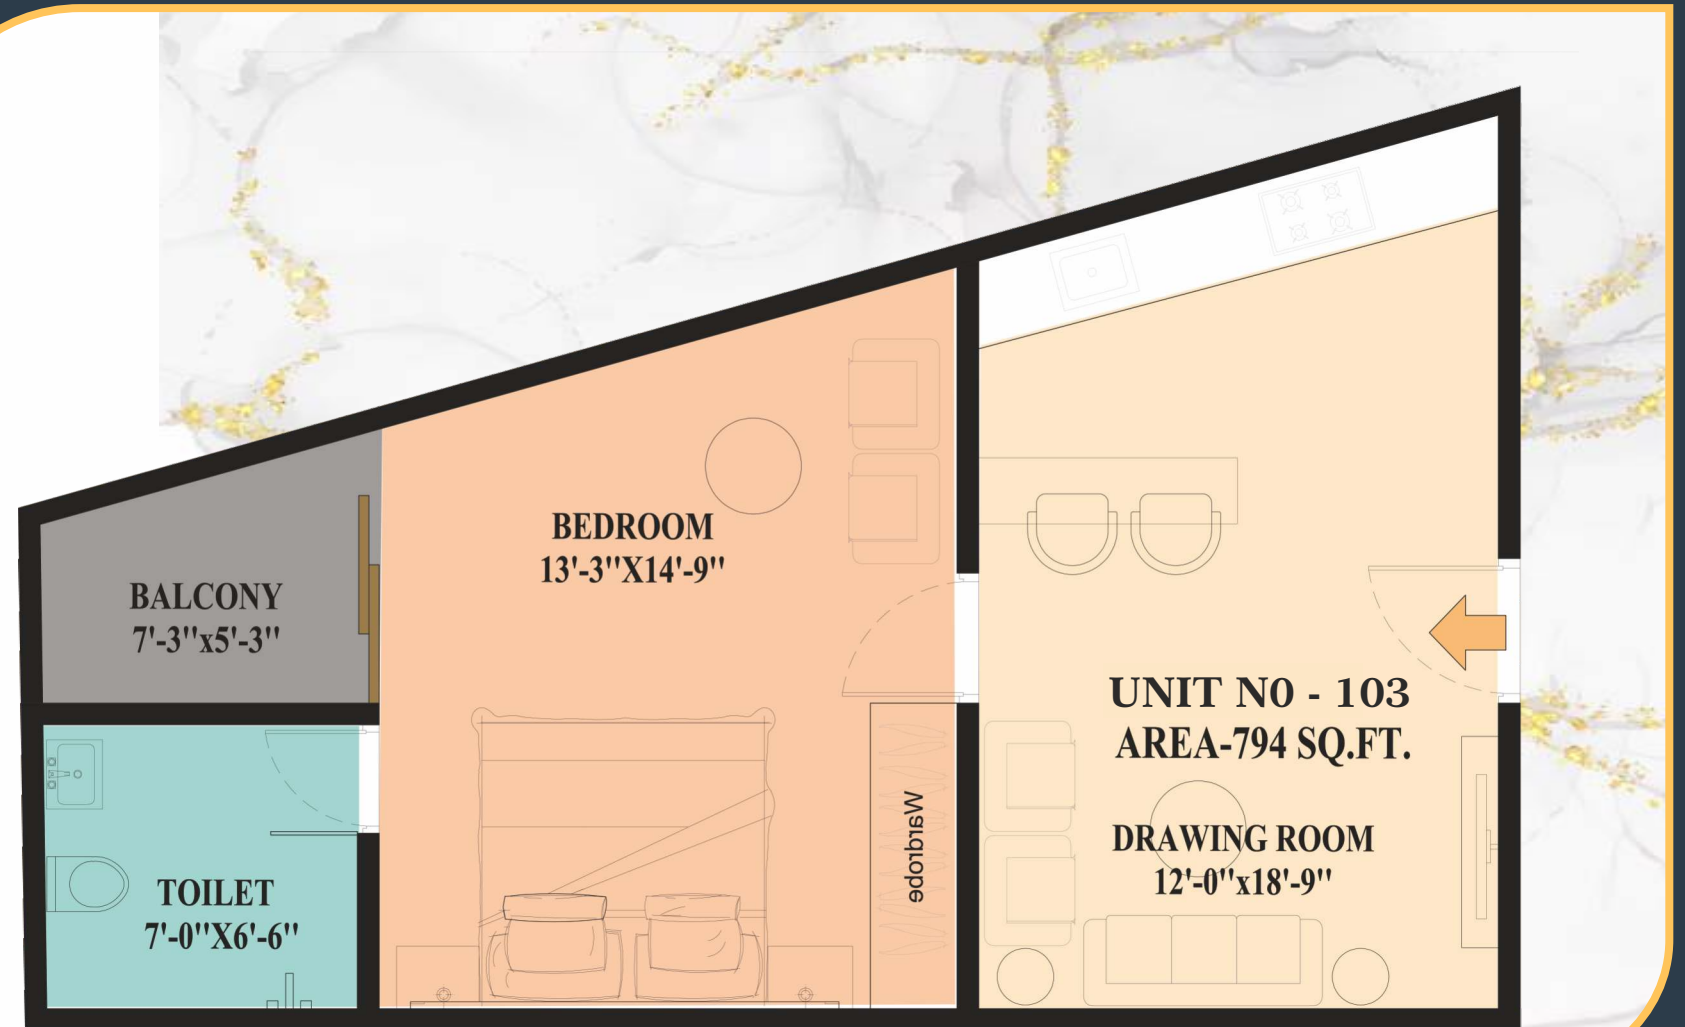 BEDROOM
13'-3"X14'-9"
BALCONY
7'-3"x5'-3"
UNIT N0 - 103
AREA-794 SQ.FT.
Wardrobe
DRAWING ROOM
12'-0"x18'-9"
TOILET
7'-0"X6'-6"